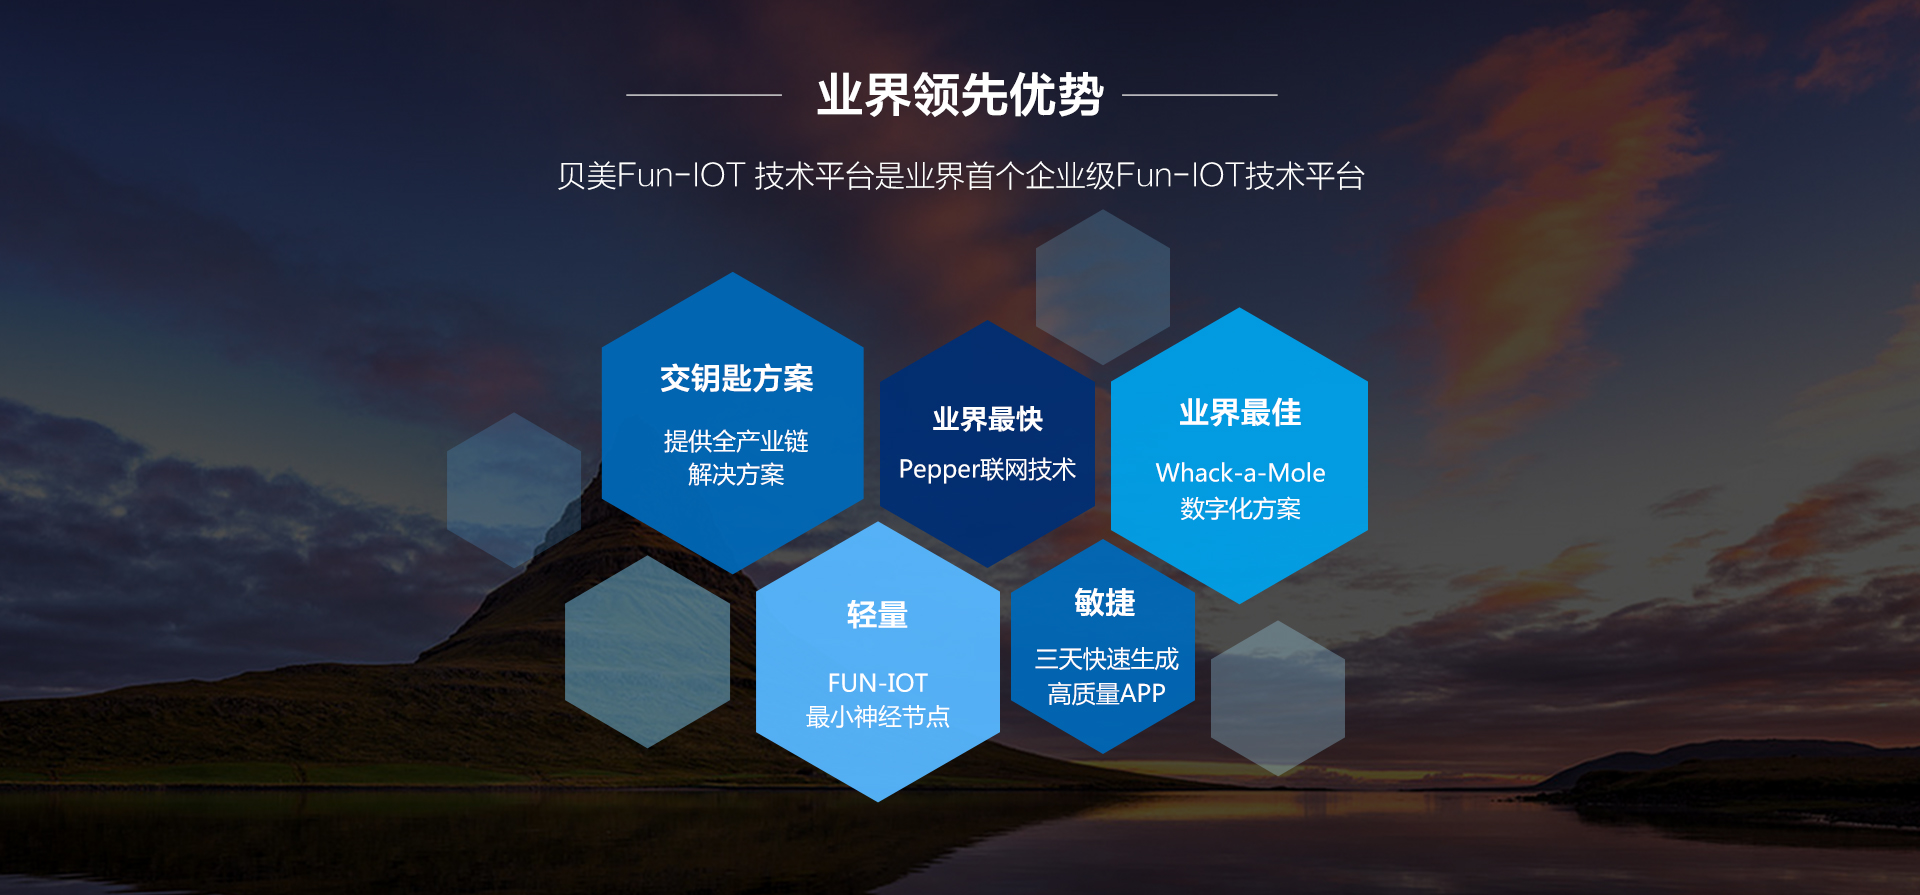 业界领先优势
贝美Fun-IOT 技术平台是业界首个企业级Fun-IOT技术平台
交钥匙方案
提供全产业链
解决方案
业界最快
Pepper联网技术
业界最佳
Whack-a-Mole
数字化方案
轻量
FUN-IOT
最小神经节点
敏捷
三天快速生成
高质量APP